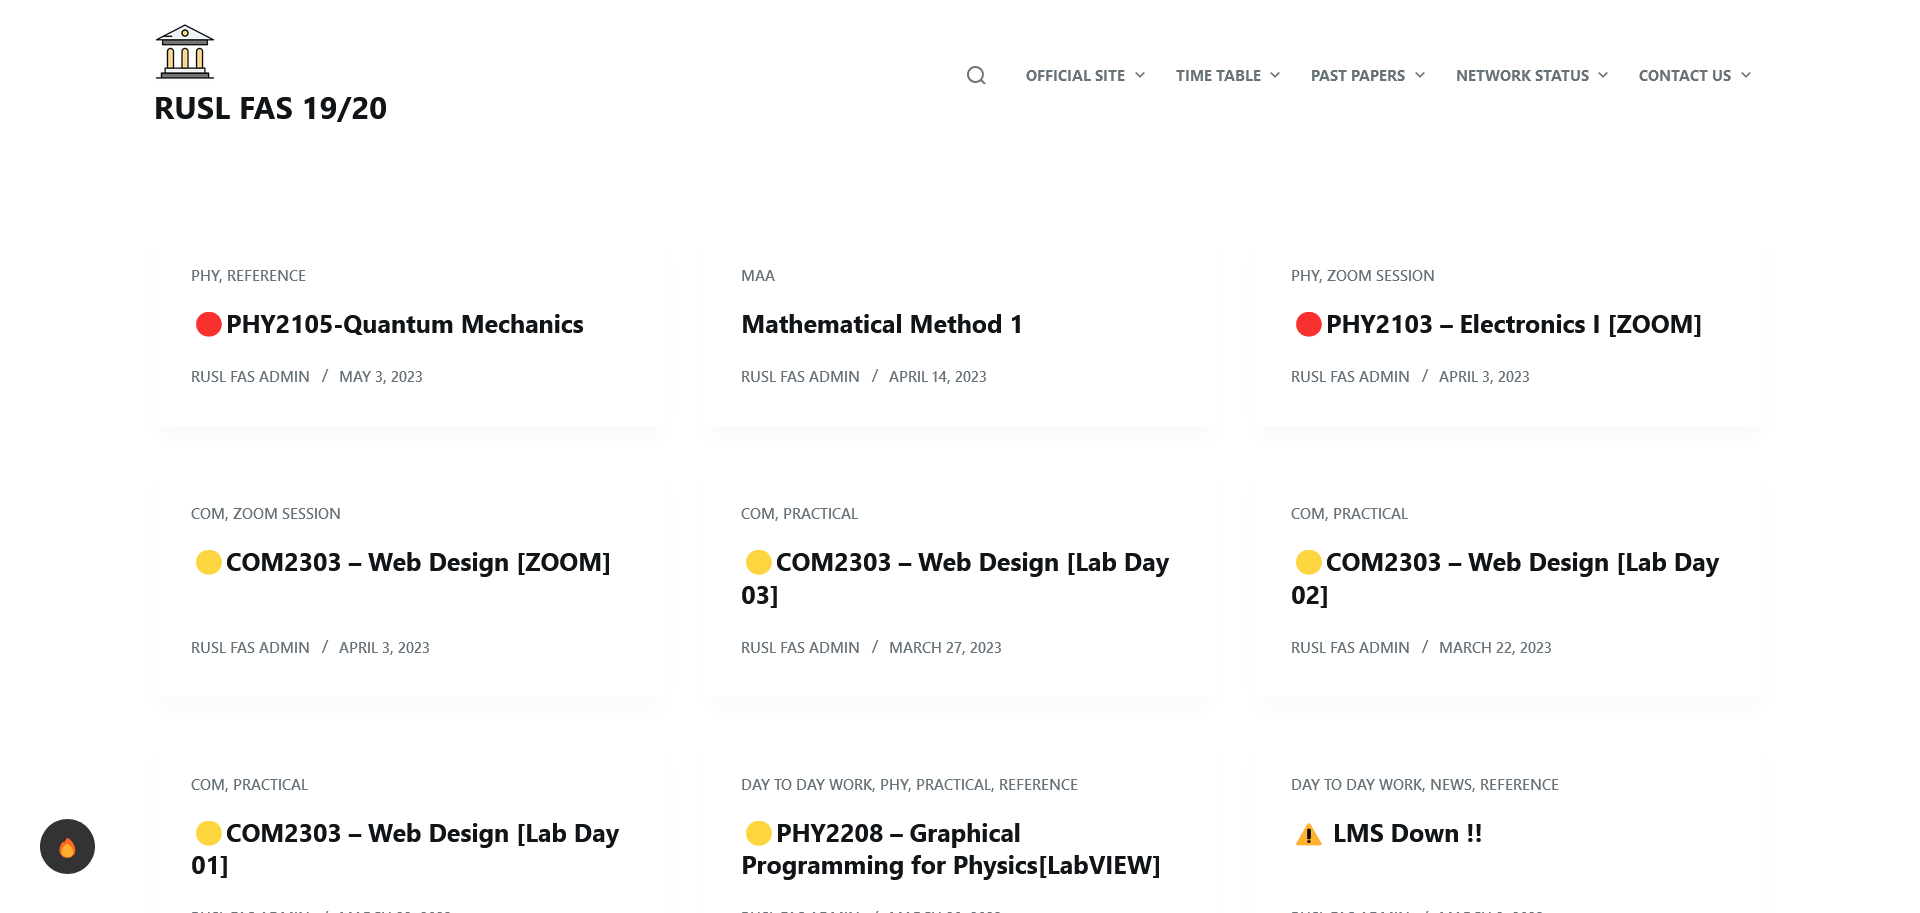 RUSL FAS 19/20
OFFICIAL SITE
TIME TABLE
PAST PAPERS
NETWORK STATUS
CONTACT US
PHY, REFERENCE
PHY2105-Quantum Mechanics
RUSL FAS ADMIN / MAY 3, 2023
MAA
Mathematical Method 1
RUSL FAS ADMIN / APRIL 14, 2023
PHY, ZOOM SESSION
PHY2103 – Electronics I [ZOOM]
RUSL FAS ADMIN / APRIL 3, 2023
COM, ZOOM SESSION
COM2303 – Web Design [ZOOM]
RUSL FAS ADMIN / APRIL 3, 2023
COM, PRACTICAL
COM2303 – Web Design [Lab Day
03]
RUSL FAS ADMIN / MARCH 27, 2023
COM, PRACTICAL
COM2303 – Web Design [Lab Day
02]
RUSL FAS ADMIN / MARCH 22, 2023
COM, PRACTICAL
COM2303 – Web Design [Lab Day
01]
DAY TO DAY WORK, PHY, PRACTICAL, REFERENCE
PHY2208 – Graphical
Programming for Physics[LabVIEW]
DAY TO DAY WORK, NEWS, REFERENCE
LMS Down !!